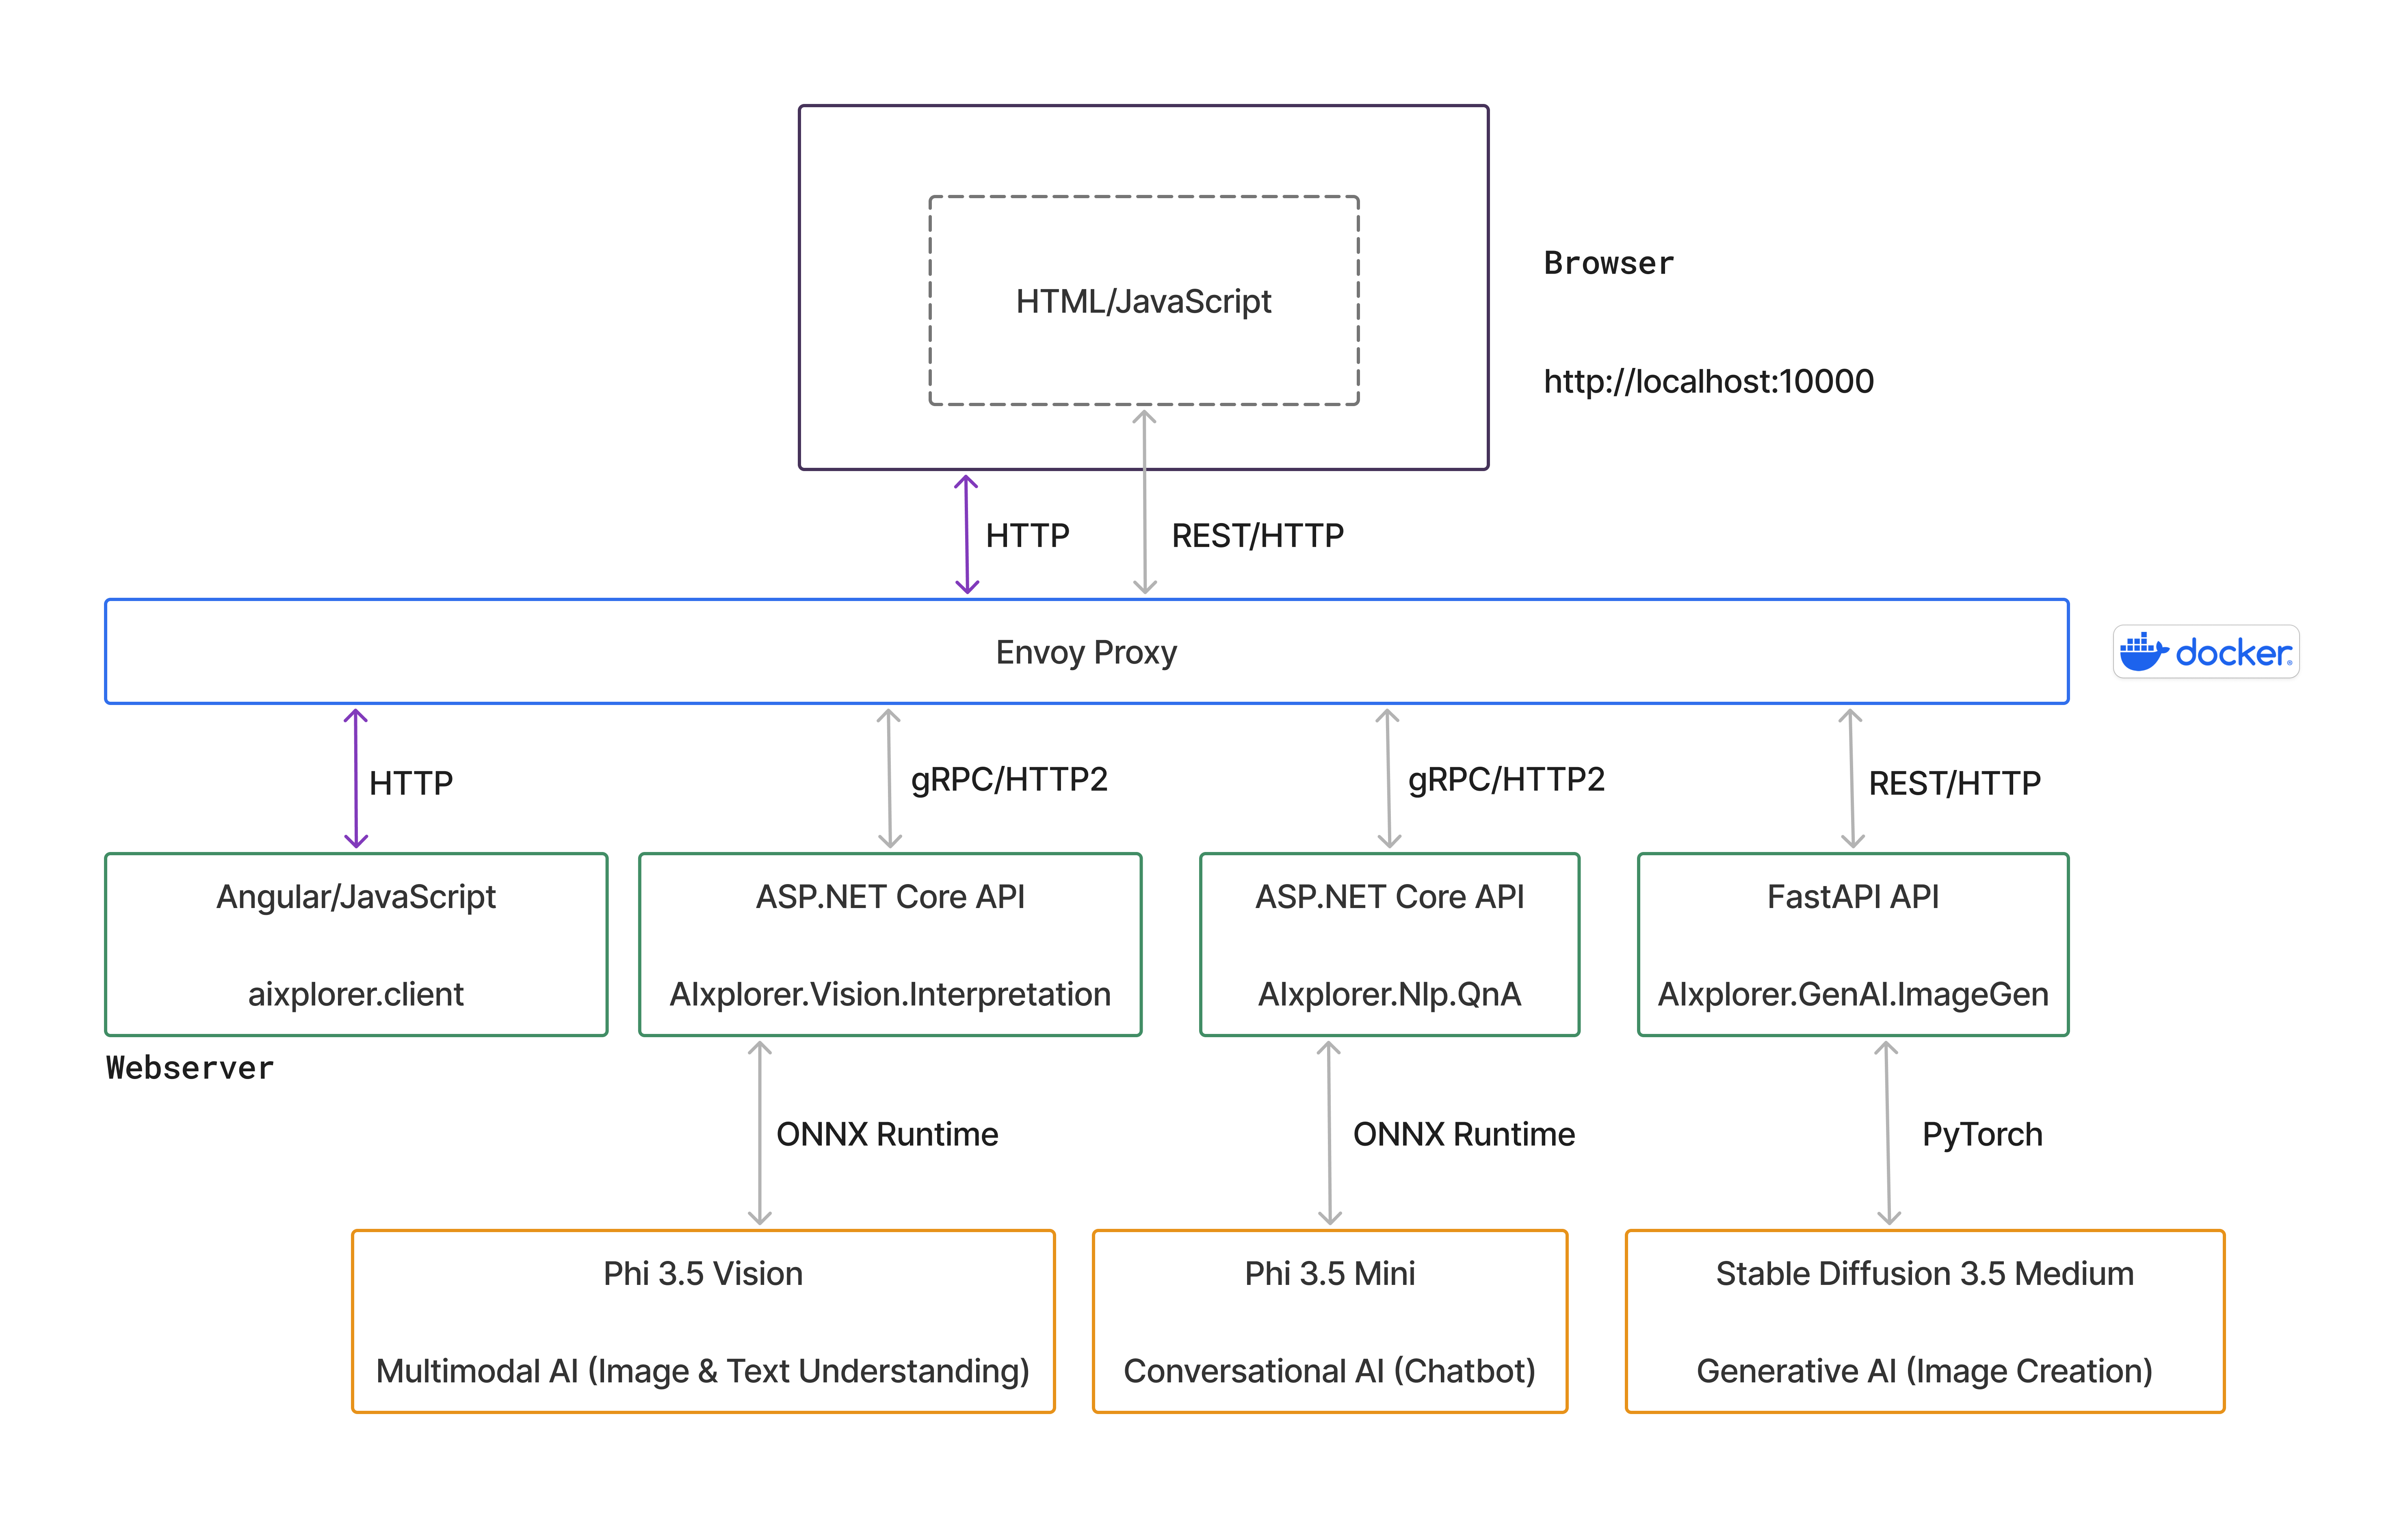 HTML/JavaScript
Browser
http://localhost:10000
HTTP
REST/HTTP
Envoy Proxy
docker
HTTP
gRPC/HTTP2
gRPC/HTTP2
REST/HTTP
Angular/JavaScript
aixplorer.client
ASP.NET Core API
AIxplorer.Vision.Interpretation
ASP.NET Core API
AIxplorer.Nlp.QnA
FastAPI API
AIxplorer.GenAI.ImageGen
Webserver
ONNX Runtime
ONNX Runtime
PyTorch
Phi 3.5 Vision
Multimodal AI (Image & Text Understanding)
Phi 3.5 Mini
Conversational AI (Chatbot)
Stable Diffusion 3.5 Medium
Generative AI (Image Creation)